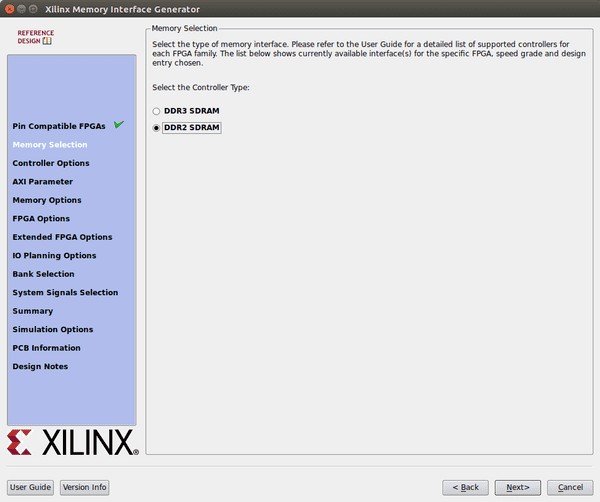 Xilinx Memory Interface Generator
REFERENCE
DESIGN
Pin Compatible FPGAs
Memory Selection
Controller Options
AXI Parameter
Memory Options
FPGA Options
Extended FPGA Options
IO Planning Options
Bank Selection
System Signals Selection
Summary
Simulation Options
PCB Information
Design Notes
XILINX®
Memory Selection
Select the type of memory interface. Please refer to the User Guide for a detailed list of supported controllers for
each FPGA family. The list below shows currently available interface(s) for the specific FPGA, speed grade and design
entry chosen.
Select the Controller Type:
DDR3 SDRAM
DDR2 SDRAM
User Guide
Version Info
< Back
Next>
Cancel